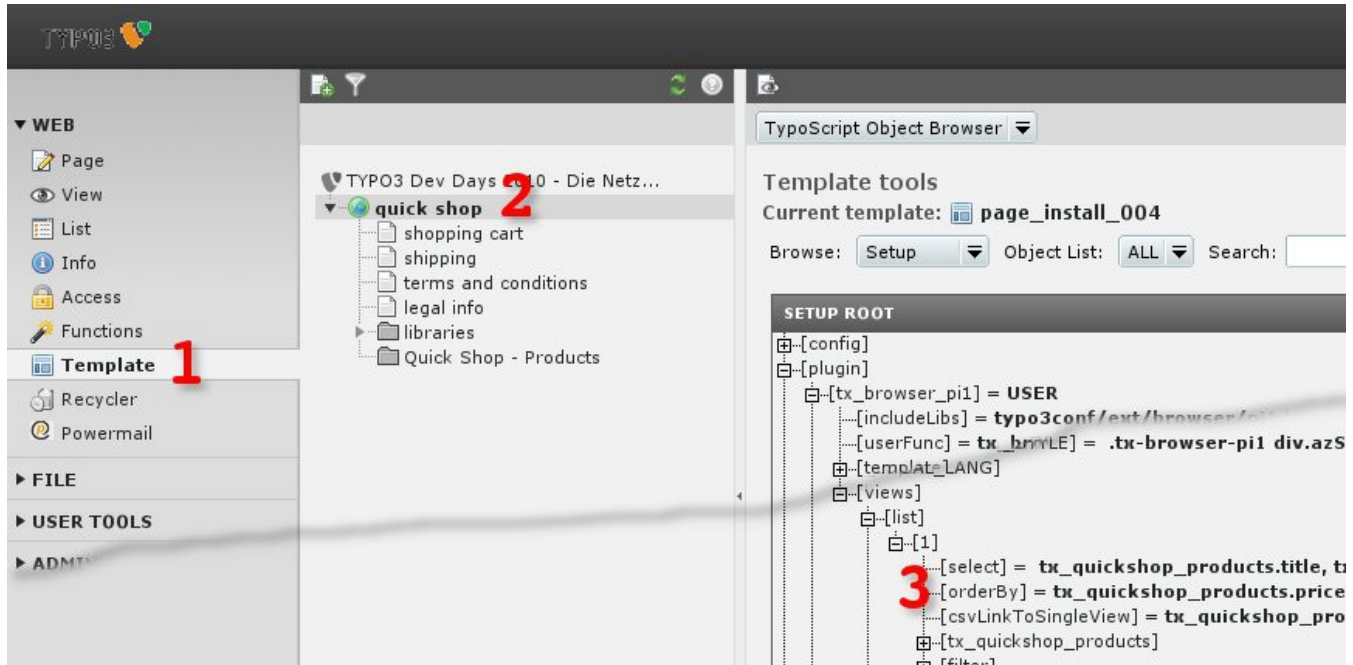 TYPO3
WEB
Page
View
List
Info
Access
Functions
Template
1
Recycler
Powermail
FILE
USER TOOLS
TYPO3 Dev Days 2010 - Die Netz...
quick shop
2
shopping cart
shipping
terms and conditions
legal info
libraries
Quick Shop - Products
TypoScript Object Browser
Template tools
Current template: page_install_004
Browse: Setup Object List: ALL Search:
SETUP ROOT
[config]
[plugin]
[tx_browser_pi1] = USER
[includeLibs] = typo3conf/ext/browser/
[userFunc] = tx_ LE] = .tx-browser-pi1 div.azS
[template_LANG]
[views]
[list]
[1]
[select] = tx_quickshop_products.title, t
3
[orderBy] = tx_quickshop_products.price
[csvLinkToSingleView] = tx_quickshop_pro
[tx_quickshop_products]
[filter]